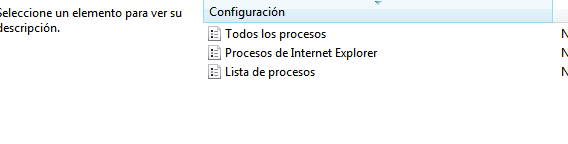 Seleccione un elemento para ver su
descripción.
Configuración
Todos los procesos
Procesos de Internet Explorer
Lista de procesos